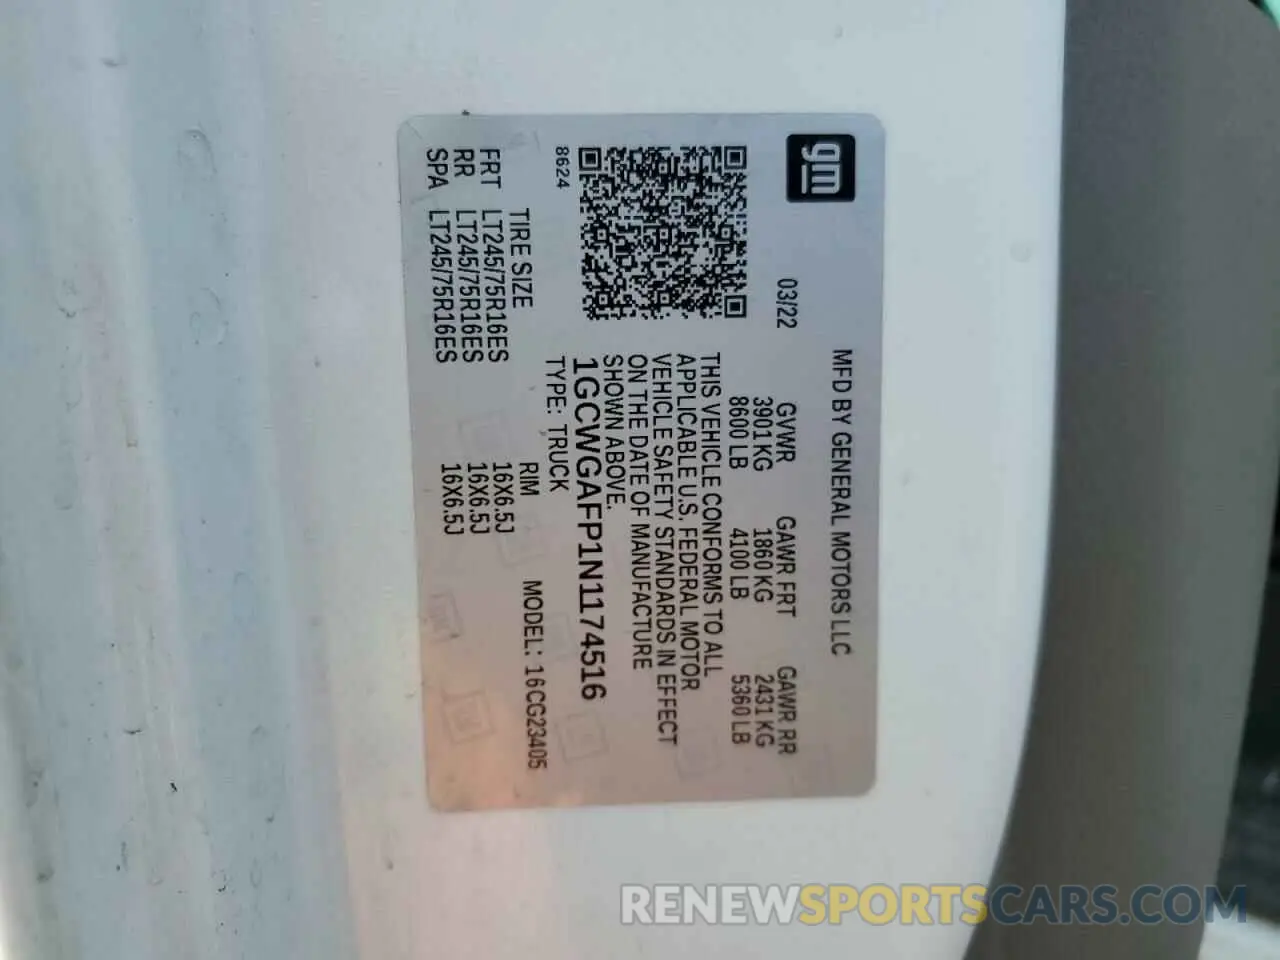 gm
MFD BY GENERAL MOTORS LLC
03/22
GVWR GAWR FRT GAWR RR
3901 KG 1860 KG 2431 KG
8600 LB 4100 LB 5360 LB
THIS VEHICLE CONFORMS TO ALL
APPLICABLE U.S. FEDERAL MOTOR
VEHICLE SAFETY STANDARDS IN EFFECT
ON THE DATE OF MANUFACTURE
SHOWN ABOVE.
1GCWGAFP1N1174516
8624
TYPE: TRUCK MODEL: 16CG23405
TIRE SIZE RIM
FRT LT245/75R16ES 16X6.5J
RR LT245/75R16ES 16X6.5J
SPA LT245/75R16ES 16X6.5J
RENEWSPORTSCARS.COM